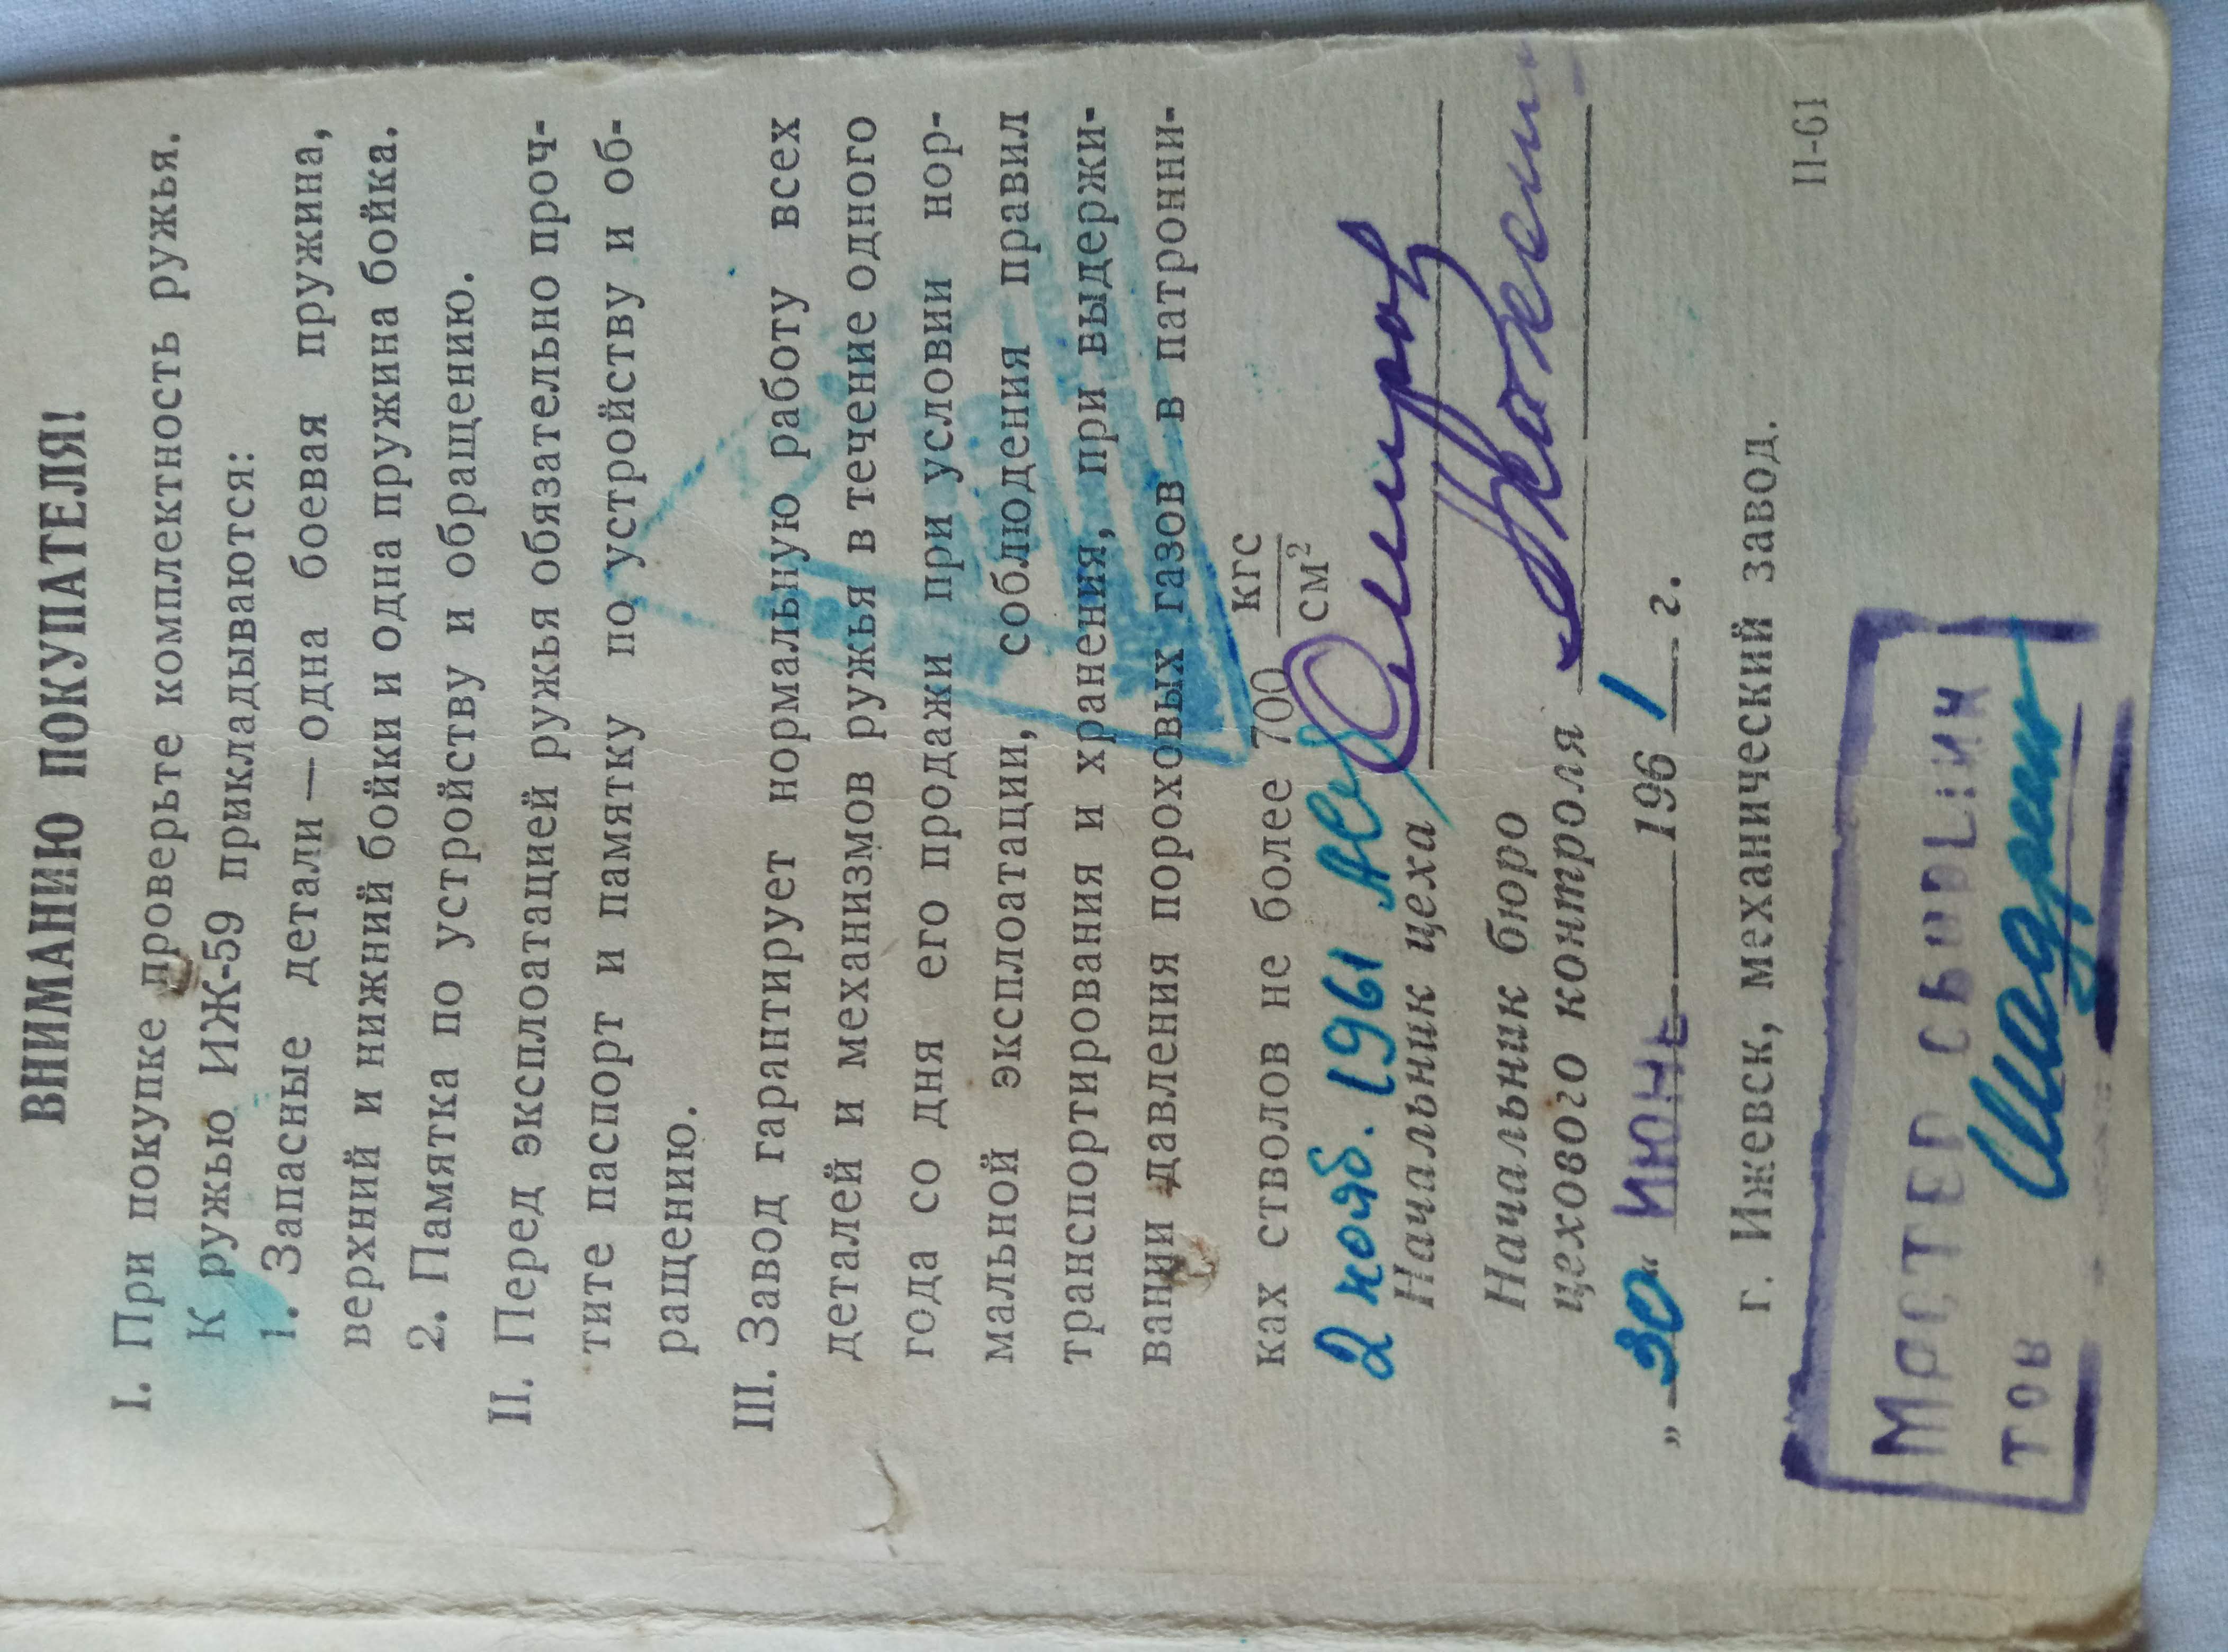 ВНИМАНИЮ ПОКУПАТЕЛЯ!
I. При покупке проверьте комплектность ружья.
К ружью ИЖ-59 прикладываются:
1. Запасные детали—одна боевая пружина,
верхний и нижний бойки и одна пружина бойка.
2. Памятка по устройству и обращению.
II. Перед эксплоатацией ружья обязательно проч-
тите паспорт и памятку по устройству и об-
ращению.
III. Завод гарантирует нормальную работу всех
деталей и механизмов ружья в течение одного
года со дня его продажи при условии нор-
мальной эксплоатации, соблюдения правил
транспортирования и хранения, при выдержи-
вании давления пороховых газов в патронни-
ках стволов не более 700 кгс/см²
2 нояб. 1961
Начальник цеха
Начальник бюро
цехового контроля
„30“ ИЮНЬ 1961 г.
г. Ижевск, механический завод.
II-61
МАСТЕР СБОРЩИК
ТОВ